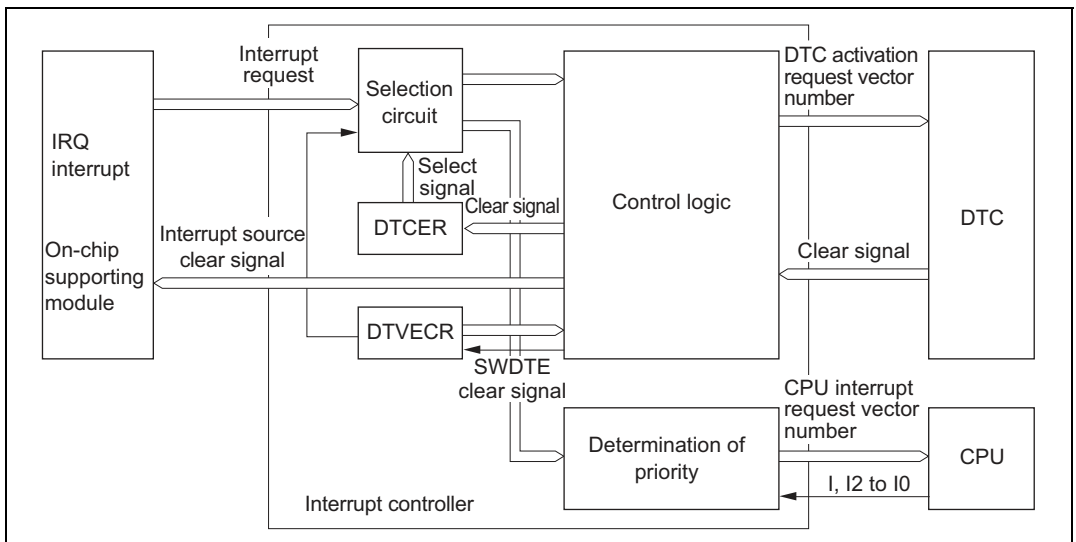 Interrupt
request
DTC activation
request vector
number
Selection
circuit
IRQ
interrupt
Select
signal
Clear signal
Control logic
DTCER
DTC
Interrupt source
clear signal
On-chip
supporting
module
Clear signal
DTVECR
SWDTE
clear signal
CPU interrupt
request vector
number
Determination of
priority
CPU
I, I2 to I0
Interrupt controller